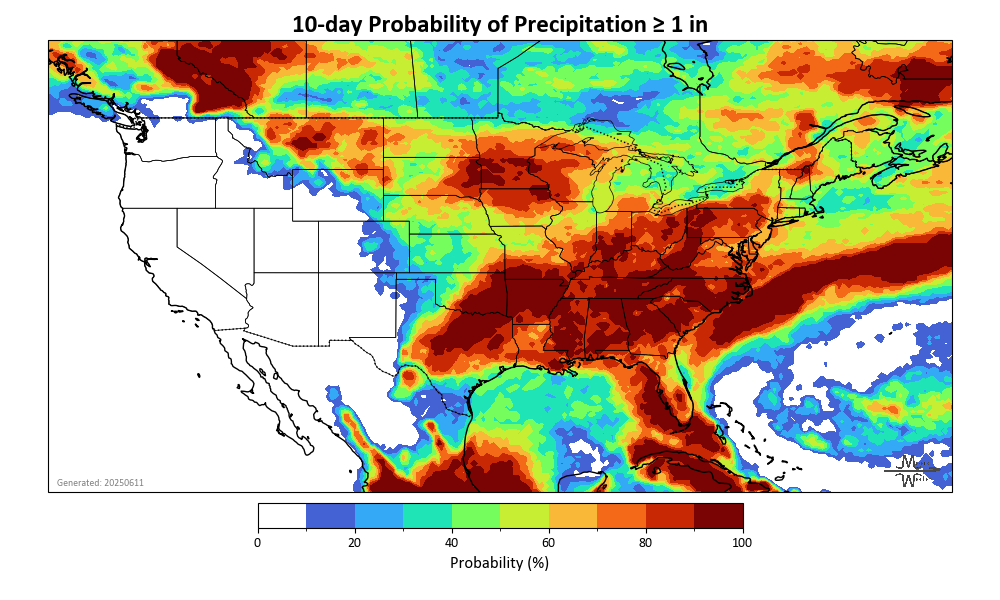 10-day Probability of Precipitation ≥ 1 in
Generated: 20250611
0 20 40 60 80 100
Probability (%)